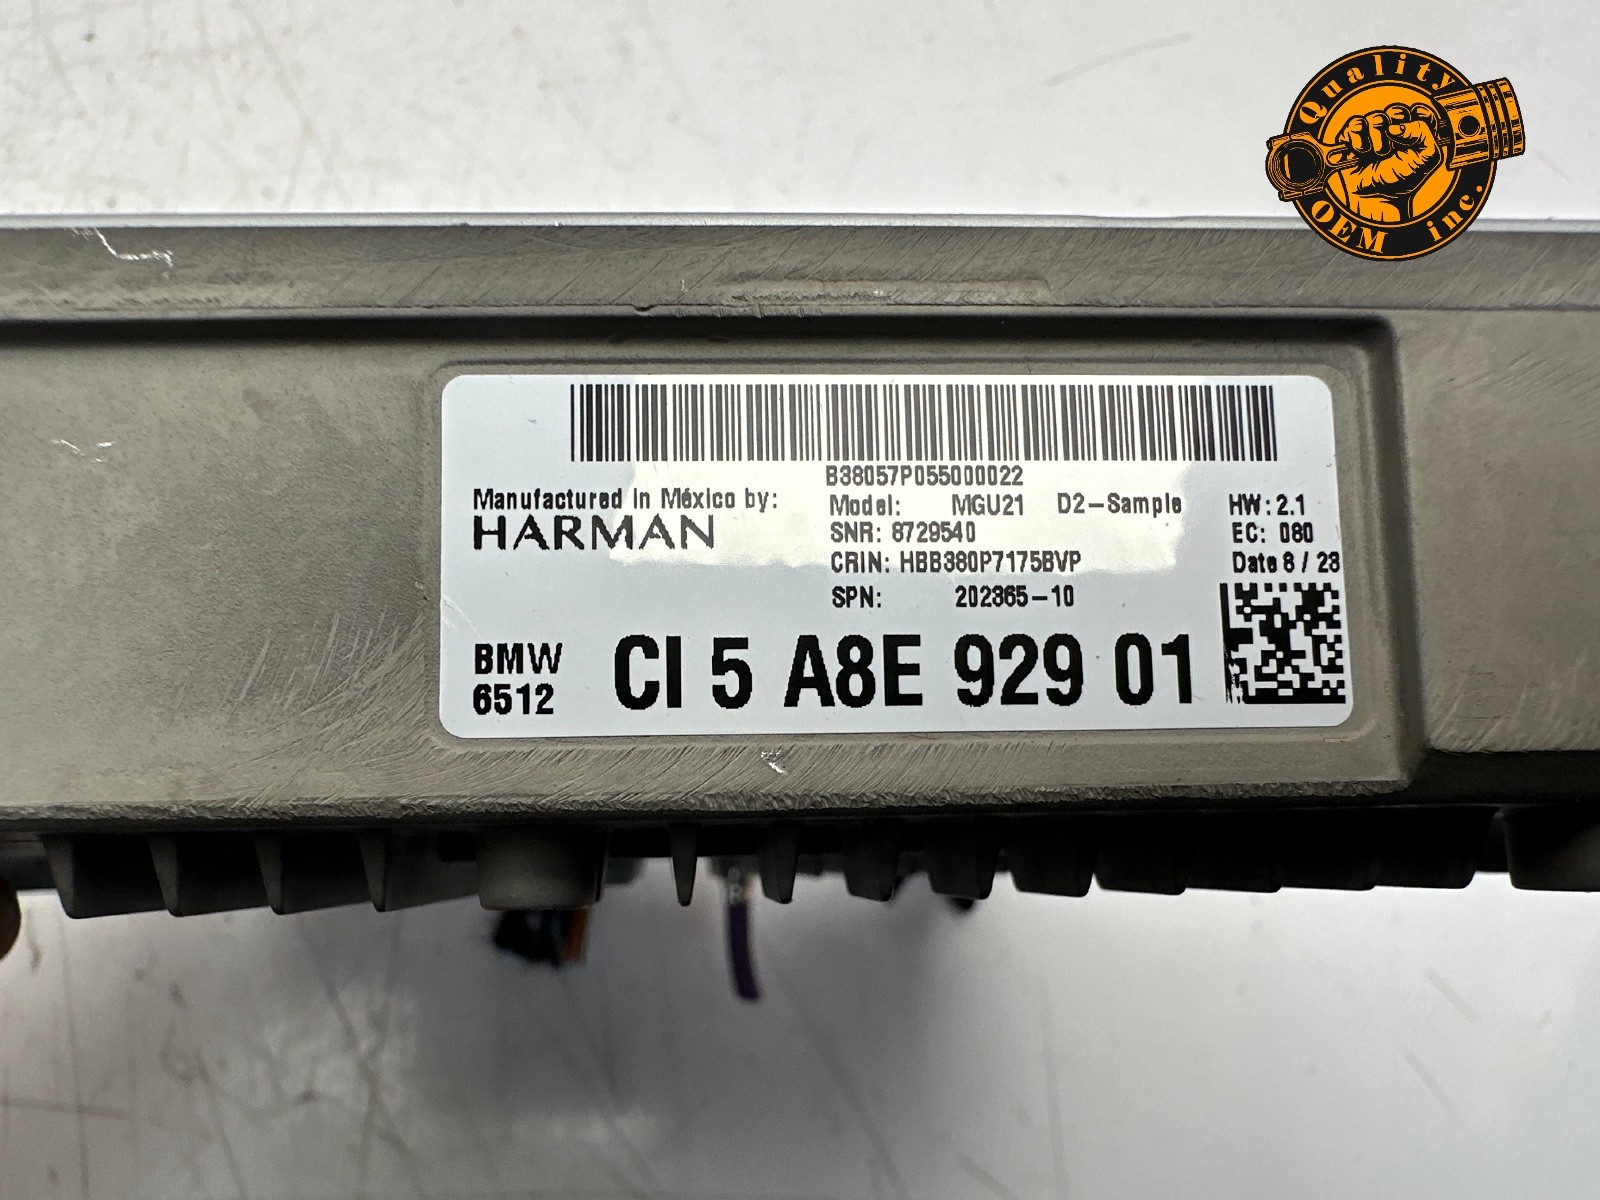 Quality
OEM inc.
B38057P055000022
Manufactured in México by:
HARMAN
Model: MGU21 D2-Sample
SNR: 8729540
CRIN: HBB380P7175BVP
SPN: 202365-10
HW: 2.1
EC: 080
Date 8 / 23
BMW
6512
CI 5 A8E 929 01